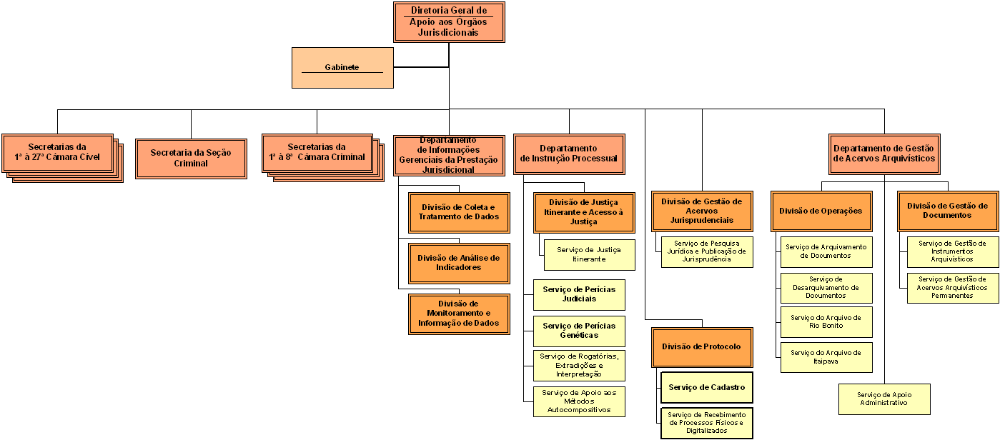 Diretoria Geral de
Apoio aos Órgãos
Jurisdicionais
Gabinete
Secretarias da
1ª à 27ª Câmara Cível
Secretaria da Seção
Criminal
Secretarias da
1ª à 8ª Câmara Criminal
Departamento
de Informações
Gerenciais da Prestação
Jurisdicional
Divisão de Coleta e
Tratamento de Dados
Divisão de Análise de
Indicadores
Divisão de
Monitoramento e
Informação de Dados
Departamento
de Instrução Processual
Divisão de Justiça
Itinerante e Acesso à
Justiça
Serviço de Justiça
Itinerante
Serviço de Perícias
Judiciais
Serviço de Perícias
Genéticas
Serviço de Rogatórias,
Extradições e
Interpretação
Serviço de Apoio aos
Métodos
Autocompositivos
Divisão de Gestão de
Acervos
Jurisprudenciais
Serviço de Pesquisa
Jurídica e Publicação de
Jurisprudência
Divisão de Protocolo
Serviço de Cadastro
Serviço de Recebimento
de Processos Físicos e
Digitalizados
Departamento de Gestão
de Acervos Arquivísticos
Divisão de Operações
Serviço de Arquivamento
de Documentos
Serviço de
Desarquivamento de
Documentos
Serviço do Arquivo de
Rio Bonito
Serviço do Arquivo de
Itaipava
Divisão de Gestão de
Documentos
Serviço de Gestão de
Instrumentos
Arquivísticos
Serviço de Gestão de
Acervos Arquivísticos
Permanentes
Serviço de Apoio
Administrativo